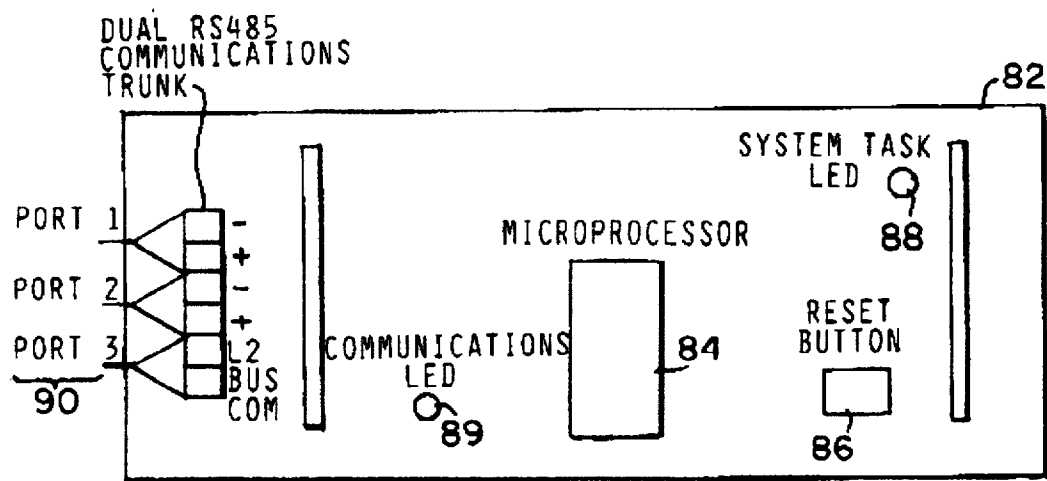 DUAL RS485
COMMUNICATIONS
TRUNK
82
SYSTEM TASK
LED
88
PORT 1
-
+
MICROPROCESSOR
PORT 2
-
+
RESET
BUTTON
PORT 3
L2
BUS
COM
COMMUNICATIONS
LED
84
90
89
86